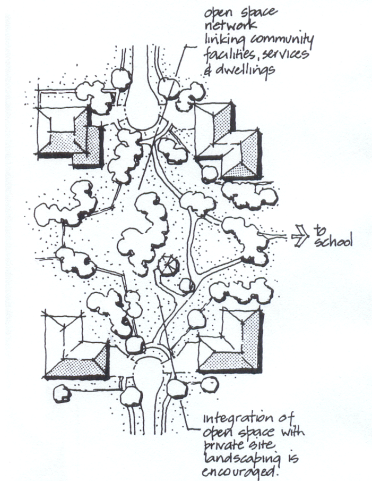 open space
network
linking community
facilities, services
& dwellings
to
school
integration of
open space with
private site
landscaping is
encouraged.